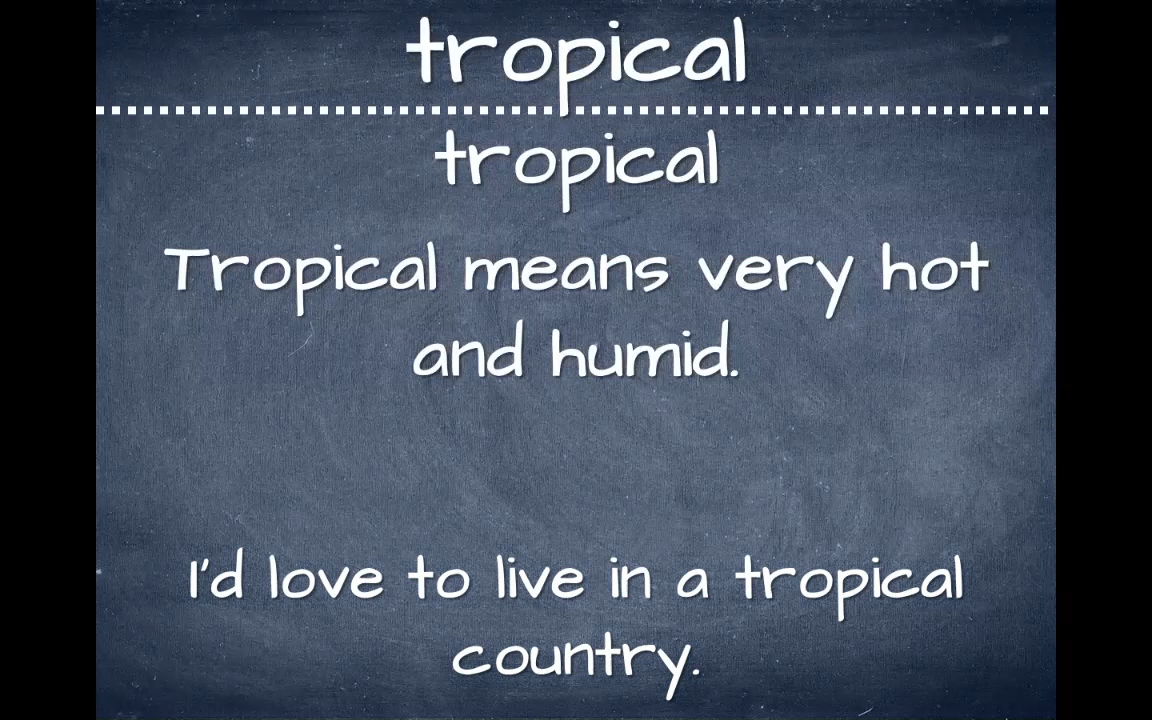 tropical
tropical
Tropical means very hot
and humid.
I'd love to live in a tropical
country.